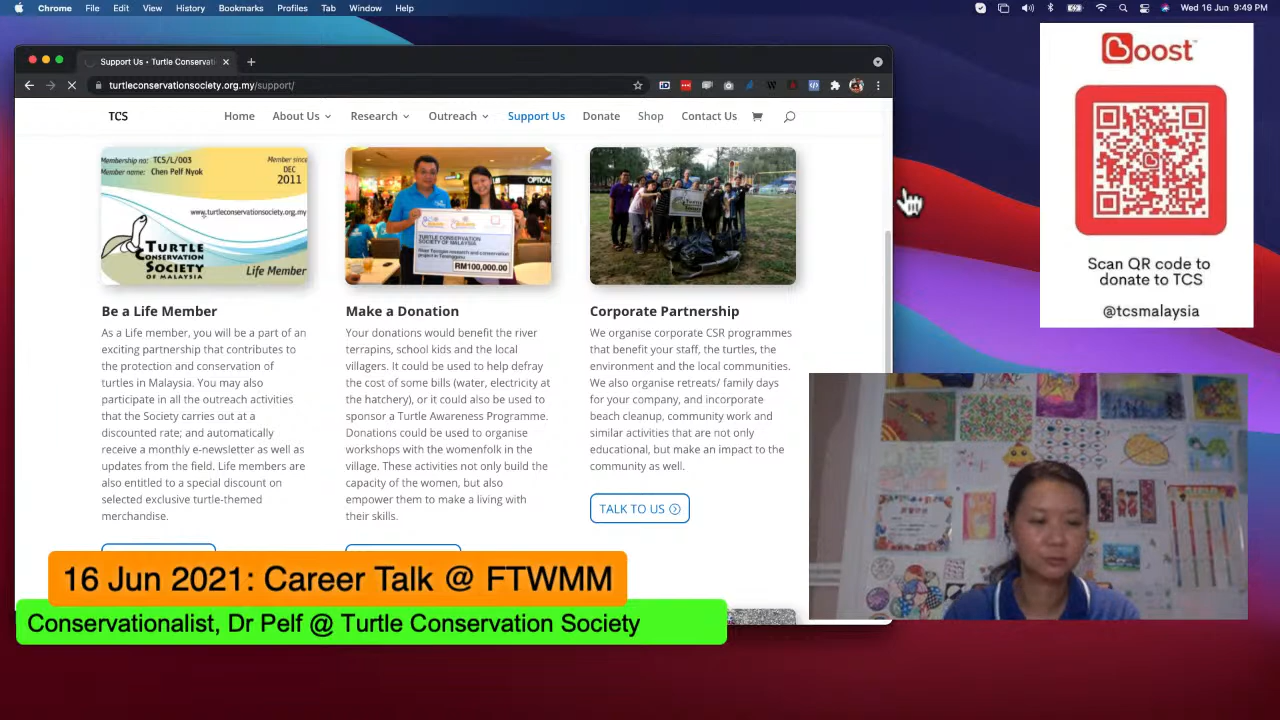 Chrome File Edit View History Bookmarks Profiles Tab Window Help
Wed 16 Jun 9:49 PM
Support Us • Turtle Conservati
turtleconservationsociety.org.my/support/
TCS Home About Us Research Outreach Support Us Donate Shop Contact Us
Membership no: TCS/L/003
Member name: Chen Pelf Nyok
Member since
DEC
2011
www.turtleconservationsociety.org.my
TURTLE
CONSERVATION
SOCIETY
OF MALAYSIA
Life Member
OPTICAL
TURTLE CONSERVATION
SOCIETY OF MALAYSIA
RM100,000.00
Be a Life Member
As a Life member, you will be a part of an
exciting partnership that contributes to
the protection and conservation of
turtles in Malaysia. You may also
participate in all the outreach activities
that the Society carries out at a
discounted rate; and automatically
receive a monthly e-newsletter as well as
updates from the field. Life members are
also entitled to a special discount on
selected exclusive turtle-themed
merchandise.
Make a Donation
Your donations would benefit the river
terrapins, school kids and the local
villagers. It could be used to help defray
the cost of some bills (water, electricity at
the hatchery), or it could also be used to
sponsor a Turtle Awareness Programme.
Donations could be used to organise
workshops with the womenfolk in the
village. These activities not only build the
capacity of the women, but also
empower them to make a living with
their skills.
Corporate Partnership
We organise corporate CSR programmes
that benefit your staff, the turtles, the
environment and the local communities.
We also organise retreats/ family days
for your company, and incorporate
beach cleanup, community work and
similar activities that are not only
educational, but make an impact to the
community as well.
TALK TO US
Boost™
Scan QR code to
donate to TCS
@tcsmalaysia
16 Jun 2021: Career Talk @ FTWMM
Conservationalist, Dr Pelf @ Turtle Conservation Society